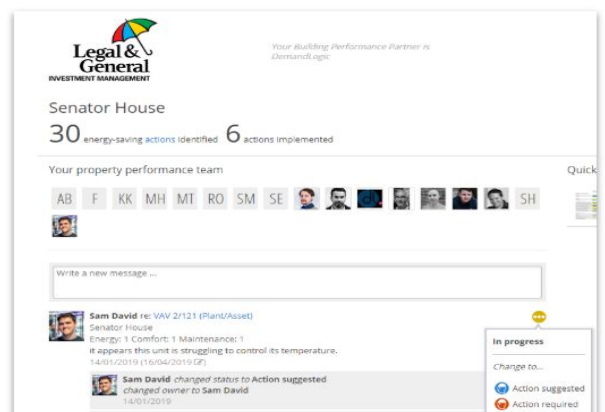 Legal &
General
INVESTMENT MANAGEMENT
Your Building Performance Partner is
DemandLogic
Senator House
30 energy-saving actions identified 6 actions implemented
Your property performance team
Quick
AB F KK MH MT RO SM SE SH
Write a new message ...
Sam David re: VAV 2/121 (Plant/Asset)
Senator House
Energy: 1 Comfort: 1 Maintenance: 1
it appears this unit is struggling to control its temperature.
14/01/2019 (16/04/2019)
Sam David changed status to Action suggested
changed owner to Sam David
14/01/2019
In progress
Change to...
Action suggested
Action required